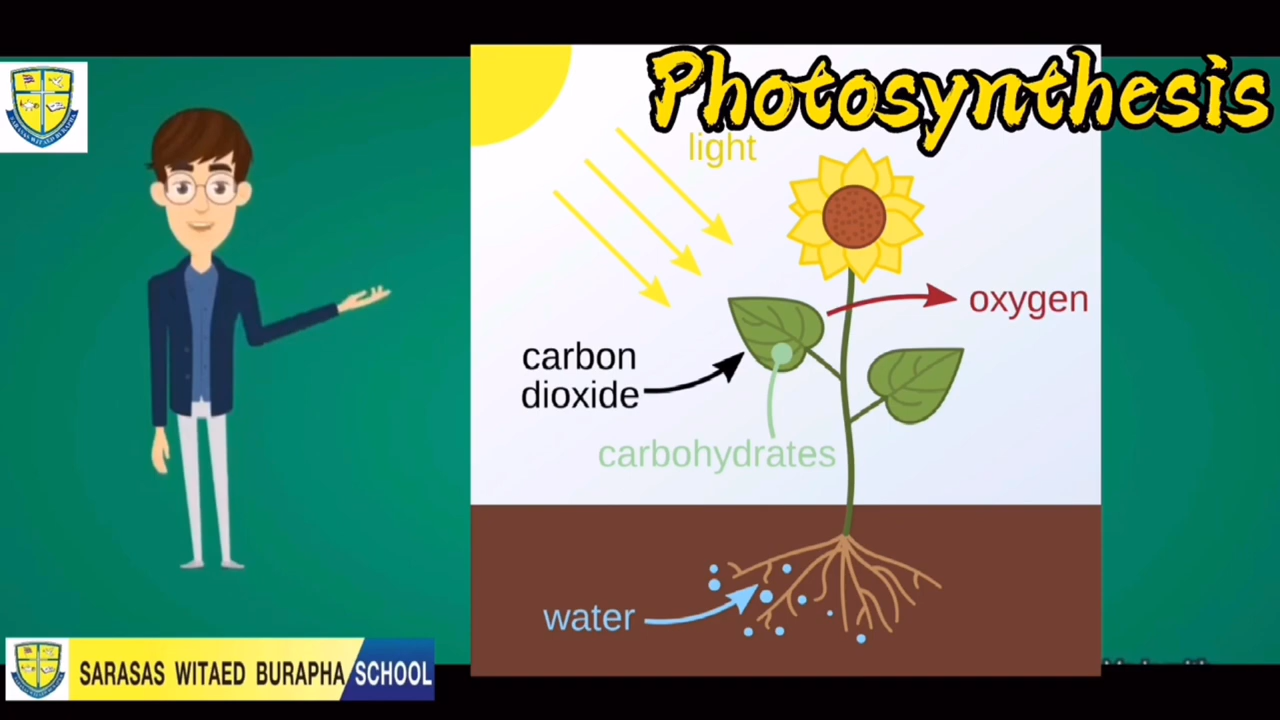 Photosynthesis
light
oxygen
carbon
dioxide
carbohydrates
water
SARASAS WITAED BURAPHA SCHOOL